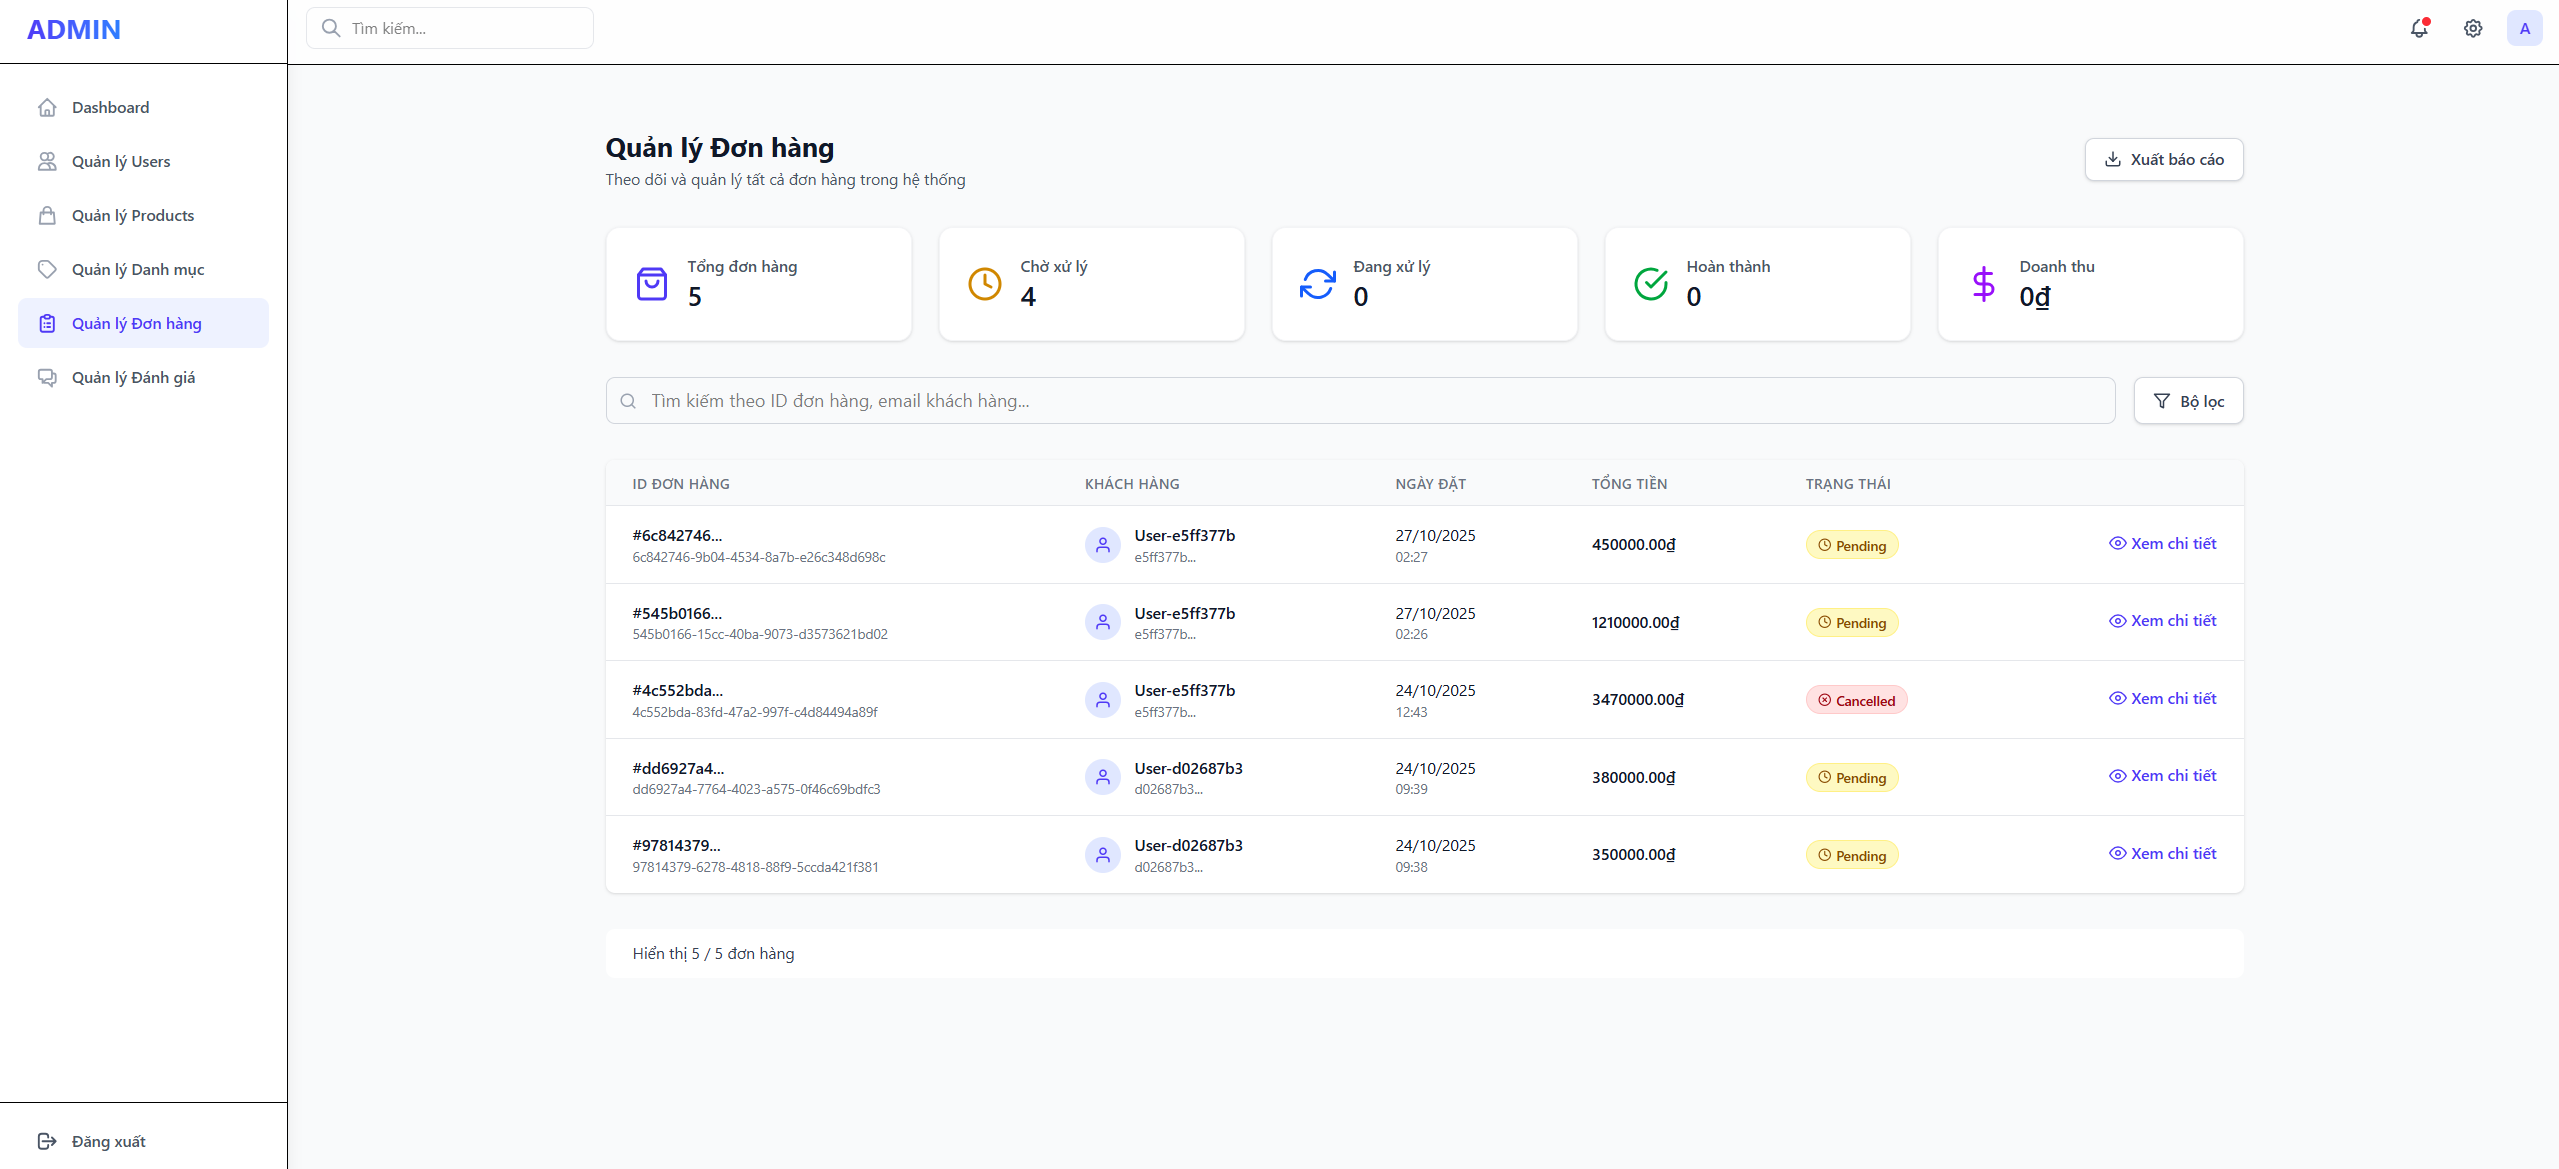 ADMIN
Tìm kiếm...
A
Dashboard
Quản lý Users
Quản lý Products
Quản lý Danh mục
Quản lý Đơn hàng
Quản lý Đánh giá
Đăng xuất
Quản lý Đơn hàng
Theo dõi và quản lý tất cả đơn hàng trong hệ thống
Xuất báo cáo
Tổng đơn hàng
5
Chờ xử lý
4
Đang xử lý
0
Hoàn thành
0
Doanh thu
0₫
Tìm kiếm theo ID đơn hàng, email khách hàng...
Bộ lọc
ID ĐƠN HÀNG KHÁCH HÀNG NGÀY ĐẶT TỔNG TIỀN TRẠNG THÁI
#6c842746... User-e5ff377b 27/10/2025 450000.00₫ Pending Xem chi tiết
6c842746-9b04-4534-8a7b-e26c348d698c e5ff377b... 02:27
#545b0166... User-e5ff377b 27/10/2025 1210000.00₫ Pending Xem chi tiết
545b0166-15cc-40ba-9073-d3573621bd02 e5ff377b... 02:26
#4c552bda... User-e5ff377b 24/10/2025 3470000.00₫ Cancelled Xem chi tiết
4c552bda-83fd-47a2-997f-c4d84494a89f e5ff377b... 12:43
#dd6927a4... User-d02687b3 24/10/2025 380000.00₫ Pending Xem chi tiết
dd6927a4-7764-4023-a575-0f46c69bdfc3 d02687b3... 09:39
#97814379... User-d02687b3 24/10/2025 350000.00₫ Pending Xem chi tiết
97814379-6278-4818-88f9-5ccda421f381 d02687b3... 09:38
Hiển thị 5 / 5 đơn hàng